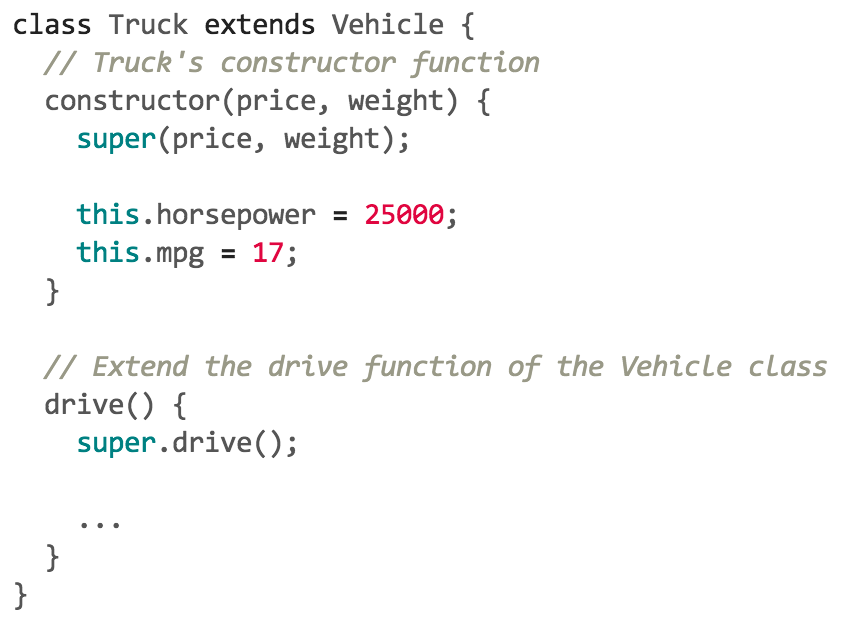 class Truck extends Vehicle {
  // Truck's constructor function
  constructor(price, weight) {
    super(price, weight);

    this.horsepower = 25000;
    this.mpg = 17;
  }

  // Extend the drive function of the Vehicle class
  drive() {
    super.drive();

    ...
  }
}